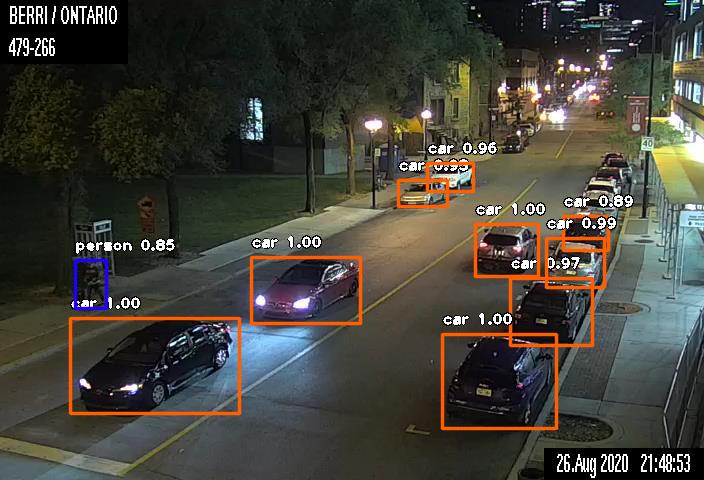 BERRI / ONTARIO
479-266
car 0.96
car 0.93
40
car 0.89
car 1.00
car 0.99
person 0.85
car 1.00
car 0.97
car 1.00
car 1.00
26.Aug 2020 21:48:53